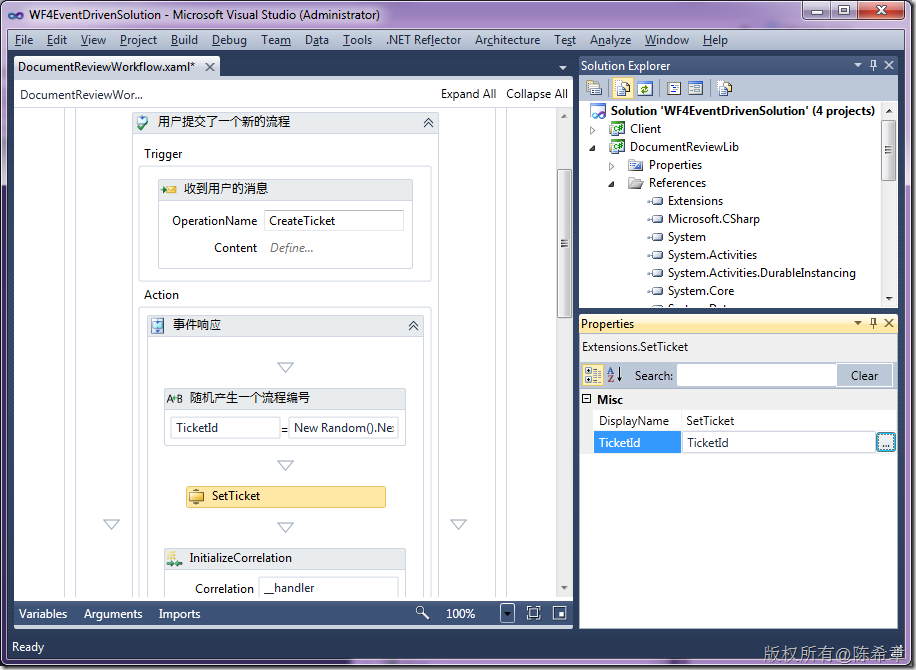 WF4EventDrivenSolution - Microsoft Visual Studio (Administrator)
File Edit View Project Build Debug Team Data Tools .NET Reflector Architecture Test Analyze Window Help
DocumentReviewWorkflow.xaml*
DocumentReviewWor... Expand All Collapse All
用户提交了一个新的流程
Trigger
收到用户的消息
OperationName CreateTicket
Content Define...
Action
事件响应
随机产生一个流程编号
TicketId = New Random().Ne
SetTicket
InitializeCorrelation
Correlation __handler
Variables Arguments Imports 100%
Ready
Solution Explorer
Solution 'WF4EventDrivenSolution' (4 projects)
Client
DocumentReviewLib
Properties
References
Extensions
Microsoft.CSharp
System
System.Activities
System.Activities.DurableInstancing
System.Core
Properties
Extensions.SetTicket
Search: Clear
Misc
DisplayName SetTicket
TicketId TicketId ...
版权所有@陈希章